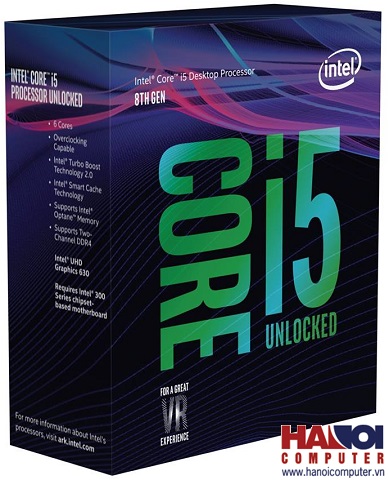 INTEL® CORE™ i5
PROCESSOR UNLOCKED
• 6 Cores
• Overclocking
Capable
• Intel® Turbo Boost
Technology 2.0
• Intel® Smart Cache
Technology
• Supports Intel®
Optane™ Memory
• Supports Two-
Channel DDR4
Intel® UHD
Graphics 630
Requires Intel® 300
Series chipset-
based motherboard
For more information about Intel's
processors, visit ark.intel.com
Intel® Core™ i5 Desktop Processor
8TH GEN
intel®
CORE
i5
UNLOCKED
FOR A GREAT
VR
EXPERIENCE
HANOI
COMPUTER
www.hanoicomputer.vn